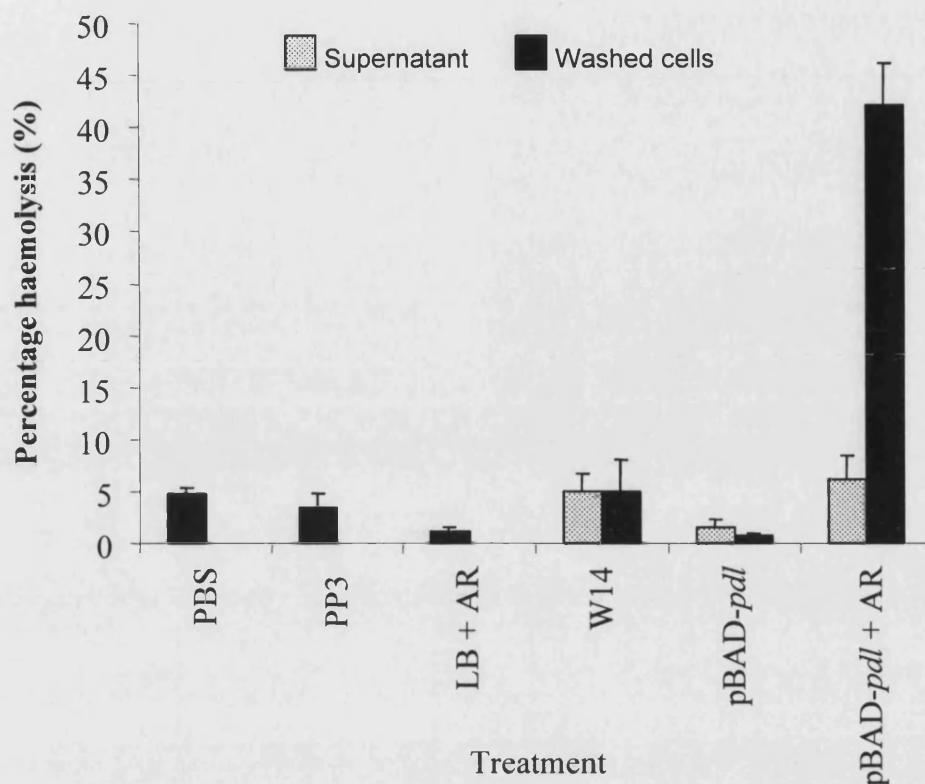 Percentage haemolysis (%)
50
45
40
35
30
25
20
15
10
5
0
Supernatant
Washed cells
PBS
PP3
LB + AR
W14
pBAD-pdl
pBAD-pdl + AR
Treatment